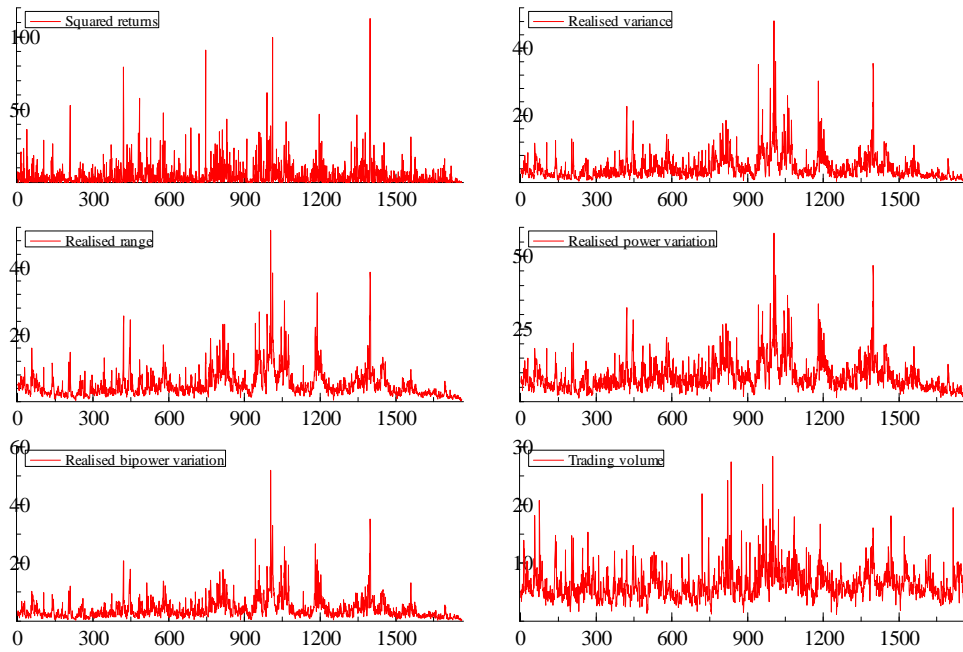 Squared returns
100
50
0 300 600 900 1200 1500
Realised variance
40
20
0 300 600 900 1200 1500
Realised range
40
20
0 300 600 900 1200 1500
Realised power variation
50
25
0 300 600 900 1200 1500
60
Realised bipower variation
40
20
0 300 600 900 1200 1500
30
Trading volume
20
10
0 300 600 900 1200 1500